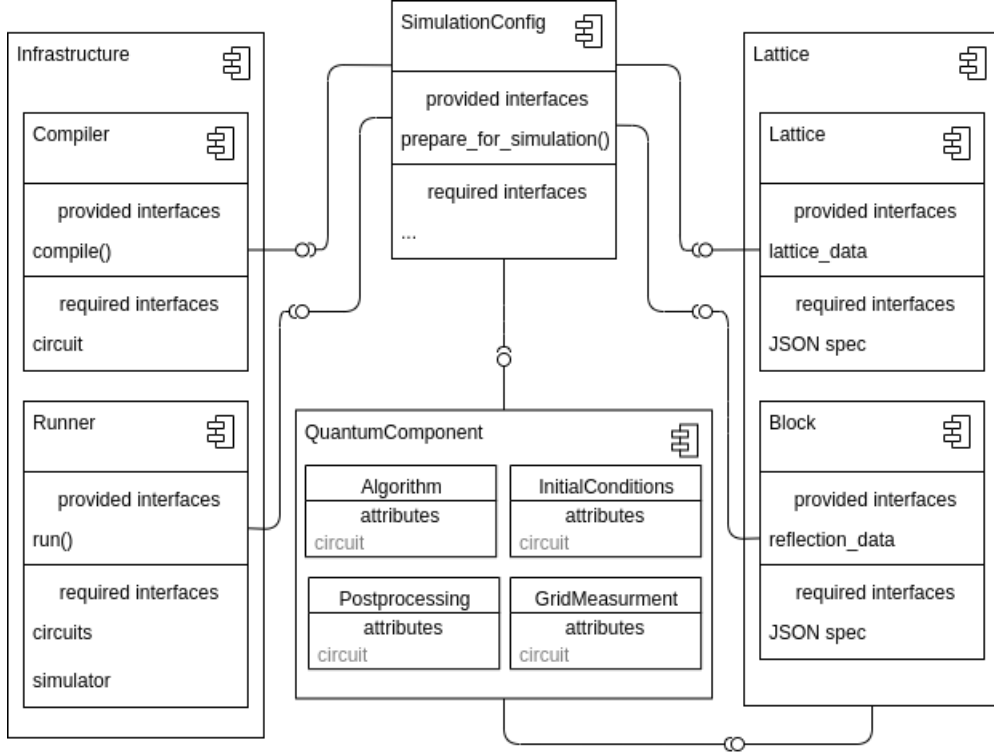 SimulationConfig
provided interfaces
prepare_for_simulation()
required interfaces
...
Infrastructure
Compiler
provided interfaces
compile()
required interfaces
circuit
Runner
provided interfaces
run()
required interfaces
circuits
simulator
QuantumComponent
Algorithm
attributes
circuit
InitialConditions
attributes
circuit
Postprocessing
attributes
circuit
GridMeasurment
attributes
circuit
Lattice
Lattice
provided interfaces
lattice_data
required interfaces
JSON spec
Block
provided interfaces
reflection_data
required interfaces
JSON spec